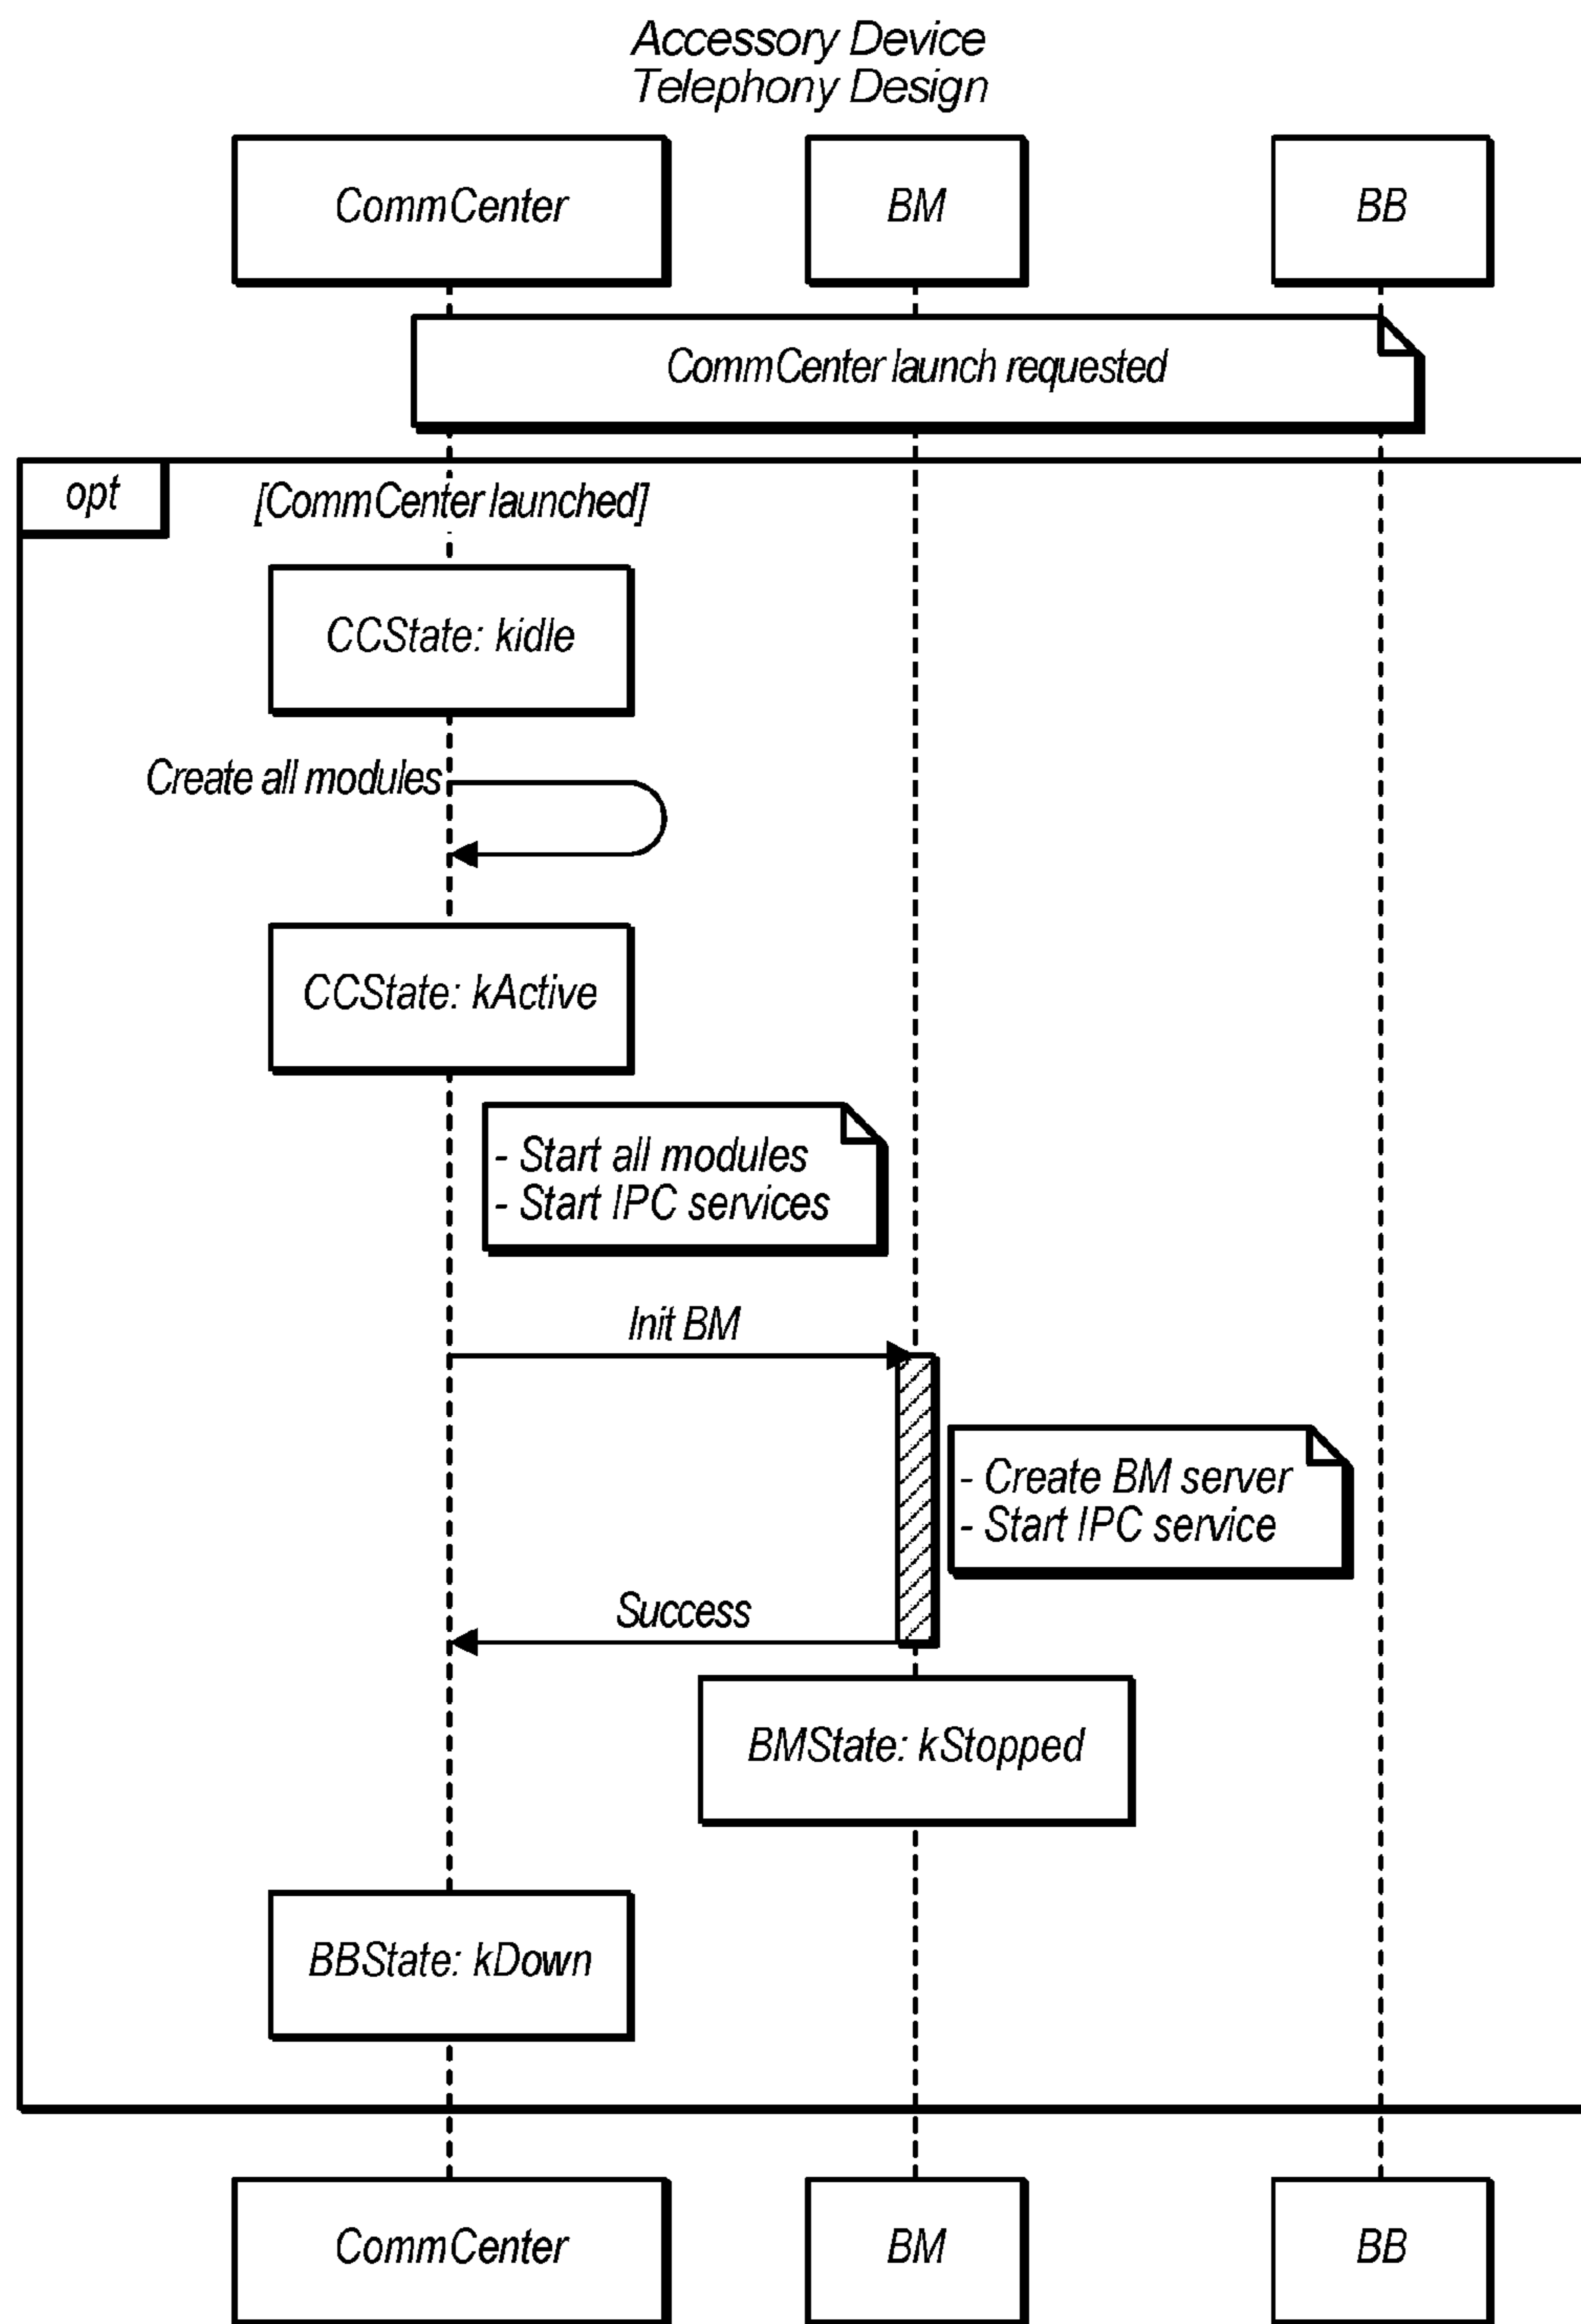 Accessory Device
Telephony Design
CommCenter
BM
BB
CommCenter launch requested
opt
[CommCenter launched]
CCState: kidle
Create all modules
CCState: kActive
- Start all modules
- Start IPC services
Init BM
- Create BM server
- Start IPC service
Success
BMState: kStopped
BBState: kDown
CommCenter
BM
BB